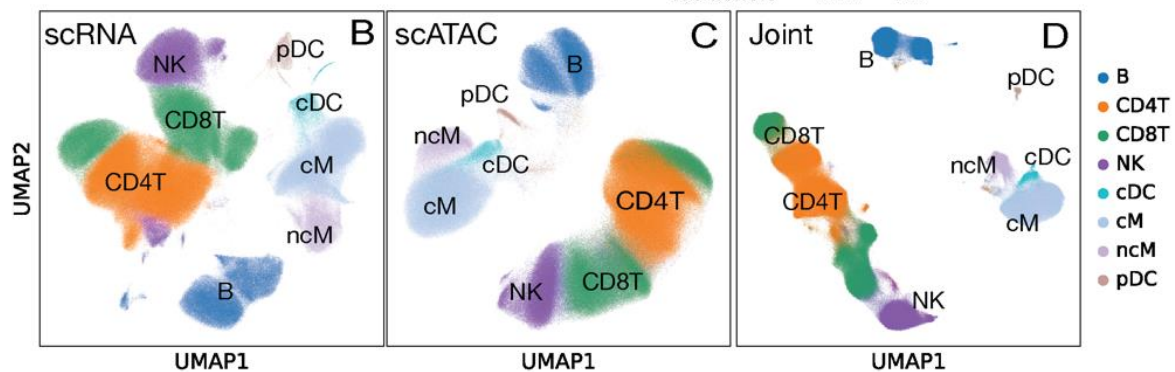 scRNA
B
NK
pDC
CD8T
cDC
cM
CD4T
ncM
B
UMAP2
UMAP1
scATAC
C
B
pDC
ncM
cDC
cM
CD4T
CD8T
NK
UMAP1
Joint
D
B
pDC
CD8T
ncM
cDC
CD4T
cM
NK
UMAP1
B
CD4T
CD8T
NK
cDC
cM
ncM
pDC